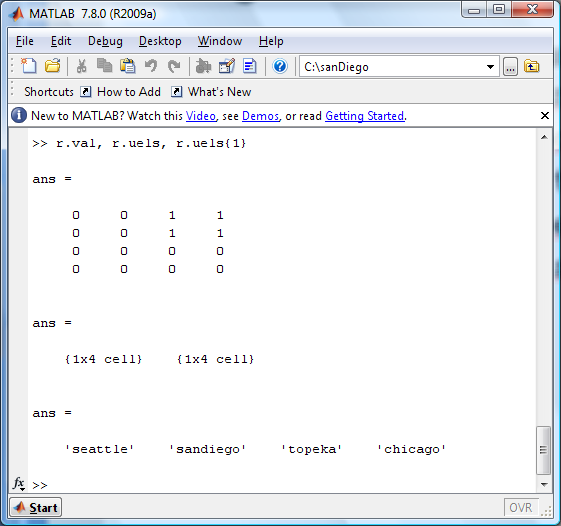 MATLAB 7.8.0 (R2009a)
File Edit Debug Desktop Window Help
C:\sanDiego ...
Shortcuts How to Add What's New
New to MATLAB? Watch this Video, see Demos, or read Getting Started.
>> r.val, r.uels, r.uels{1}
ans =
0 0 1 1
0 0 1 1
0 0 0 0
0 0 0 0
ans =
{1x4 cell} {1x4 cell}
ans =
'seattle' 'sandiego' 'topeka' 'chicago'
fx >>
Start OVR